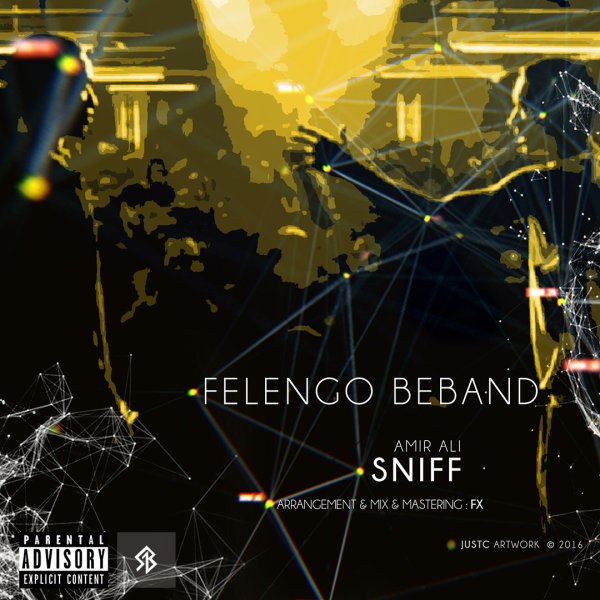 FELENGO BEBAND
AMIR ALI
SNIFF
ARRANGEMENT & MIX & MASTERING : FX
JUSTC ARTWORK © 2016
PARENTAL
ADVISORY
EXPLICIT CONTENT